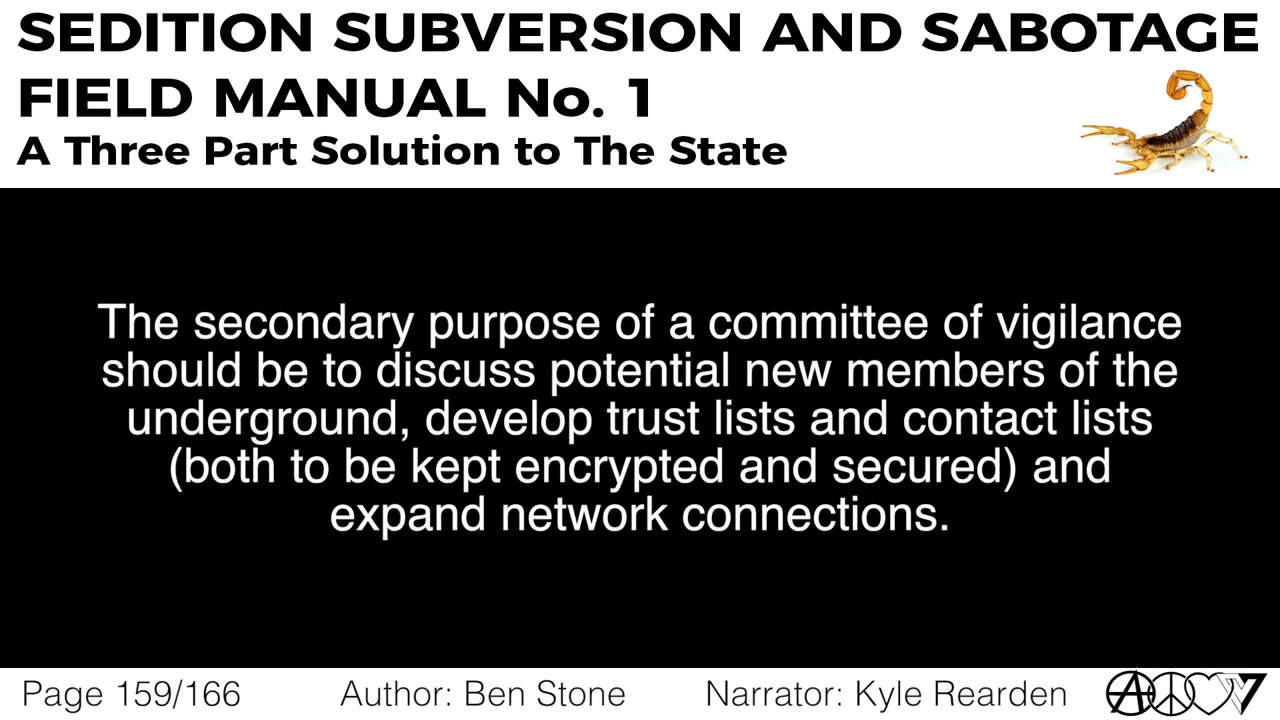 SEDITION SUBVERSION AND SABOTAGE
FIELD MANUAL No. 1
A Three Part Solution to The State
The secondary purpose of a committee of vigilance
should be to discuss potential new members of the
underground, develop trust lists and contact lists
(both to be kept encrypted and secured) and
expand network connections.
Page 159/166 Author: Ben Stone Narrator: Kyle Rearden